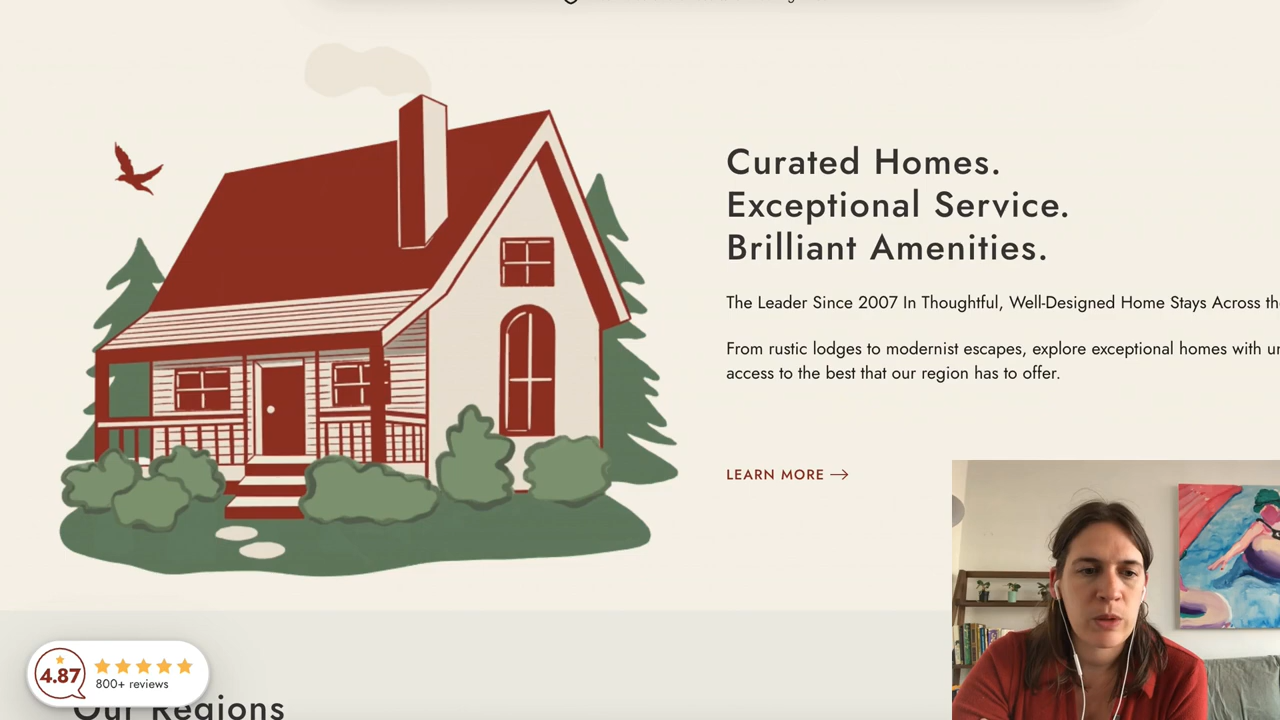 Curated Homes.
Exceptional Service.
Brilliant Amenities.
The Leader Since 2007 In Thoughtful, Well-Designed Home Stays Across
From rustic lodges to modernist escapes, explore exceptional homes with
access to the best that our region has to offer.
LEARN MORE
4.87
800+ reviews
Our Regions